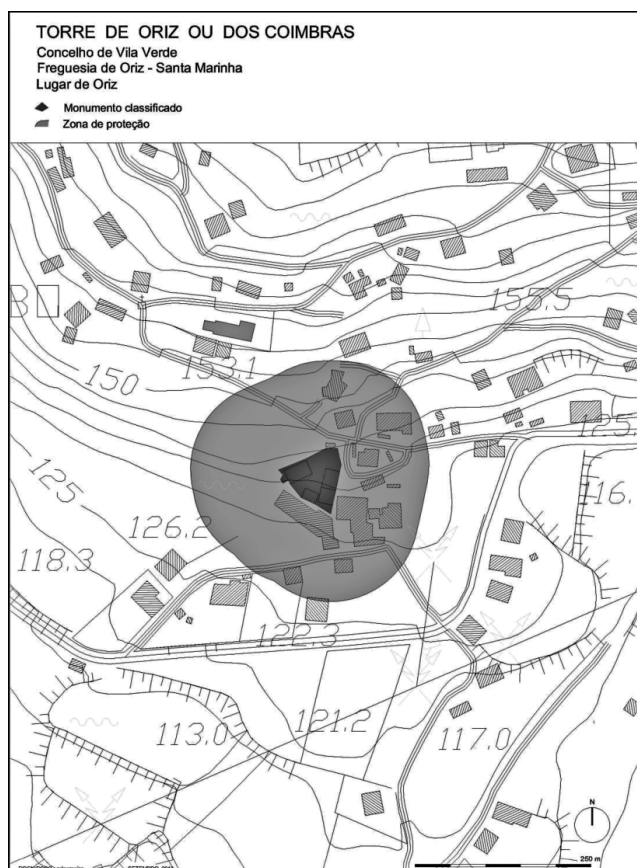 TORRE DE ORIZ OU DOS COIMBRAS
Concelho de Vila Verde
Freguesia de Oriz - Santa Marinha
Lugar de Oriz
Monumento classificado
Zona de proteção
155.5
153.1
150
125
125
116.
126.2
118.3
122.3
121.2
113.0
117.0
N
250 m